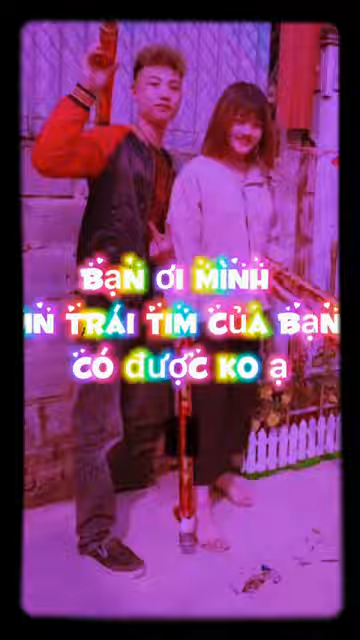 BạN ơI MÌNH
IN TRÁI TIM CủA BạN
CÓ được KO ạ